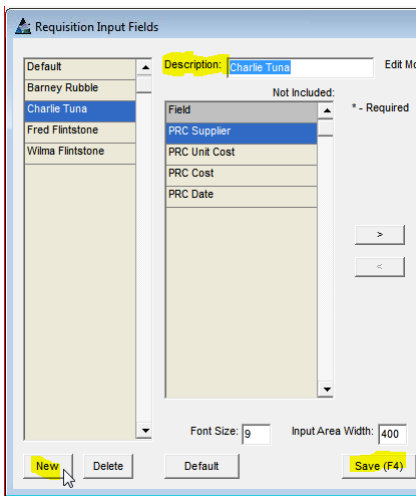 Requisition Input Fields
Default
Barney Rubble
Charlie Tuna
Fred Flintstone
Wilma Flintstone
Description: Charlie Tuna
Edit Mo
Not Included:
* - Required
Field
PRC Supplier
PRC Unit Cost
PRC Cost
PRC Date
>
<
Font Size: 9 Input Area Width: 400
New Delete Default Save (F4)